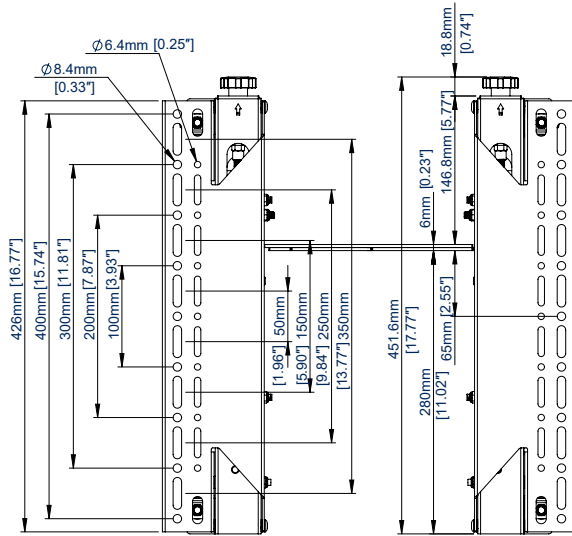 Ø6.4mm [0.25"]
Ø8.4mm
[0.33"]
18.8mm
[0.74"]
146.8mm [5.77"]
6mm [0.23"]
426mm [16.77"]
400mm [15.74"]
300mm [11.81"]
200mm [7.87"]
100mm [3.93"]
50mm
[1.96"]
150mm
[5.90"]
250mm
[9.84"]
350mm
[13.77"]
451.6mm
[17.77"]
65mm [2.55"]
280mm
[11.02"]